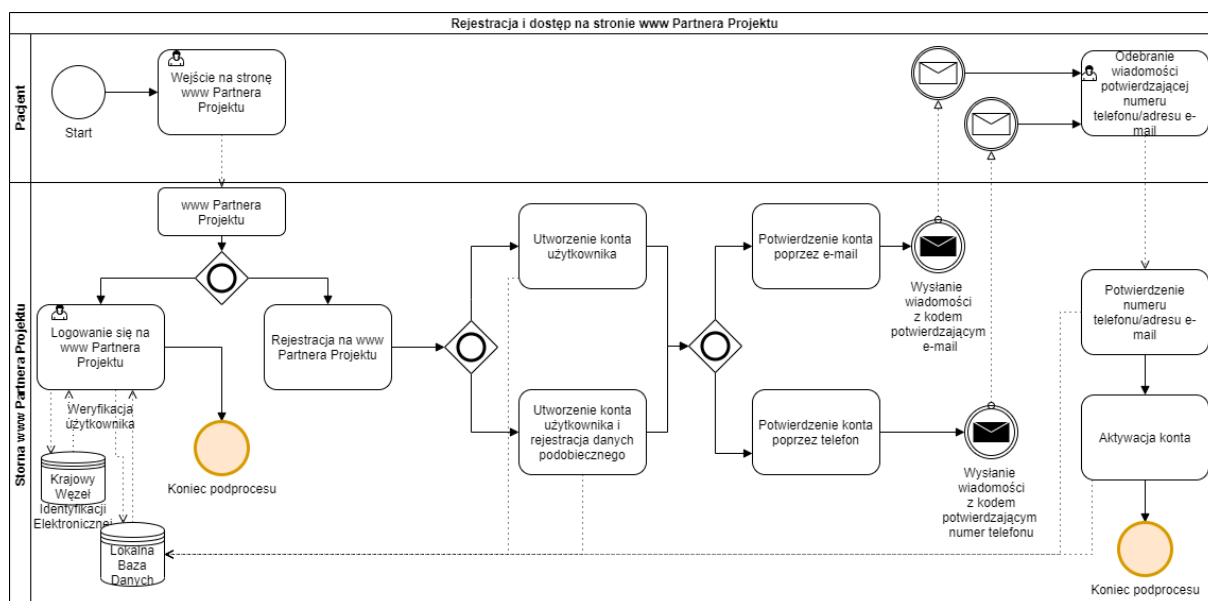 Rejestracja i dostęp na stronie www Partnera Projektu
Pacjent
Start
Wejście na stronę
www Partnera
Projektu
Odebranie
wiadomości
potwierdzającej
numeru
telefonu/adresu e-
mail
Storna www Partnera Projektu
www Partnera
Projektu
Logowanie się na
www Partnera
Projektu
Rejestracja na www
Partnera Projektu
Weryfikacja
użytkownika
Krajowy
Węzeł
Identyfikacji
Elektronicznej
Lokalna
Baza
Danych
Koniec podprocesu
Utworzenie konta
użytkownika
Utworzenie konta
użytkownika i
rejestracja danych
podobiecznego
Potwierdzenie konta
poprzez e-mail
Potwierdzenie konta
poprzez telefon
Wysłanie
wiadomości
z kodem
potwierdzającym
e-mail
Wysłanie
wiadomości
z kodem
potwierdzającym
numer telefonu
Potwierdzenie
numeru
telefonu/adresu e-
mail
Aktywacja konta
Koniec podprocesu